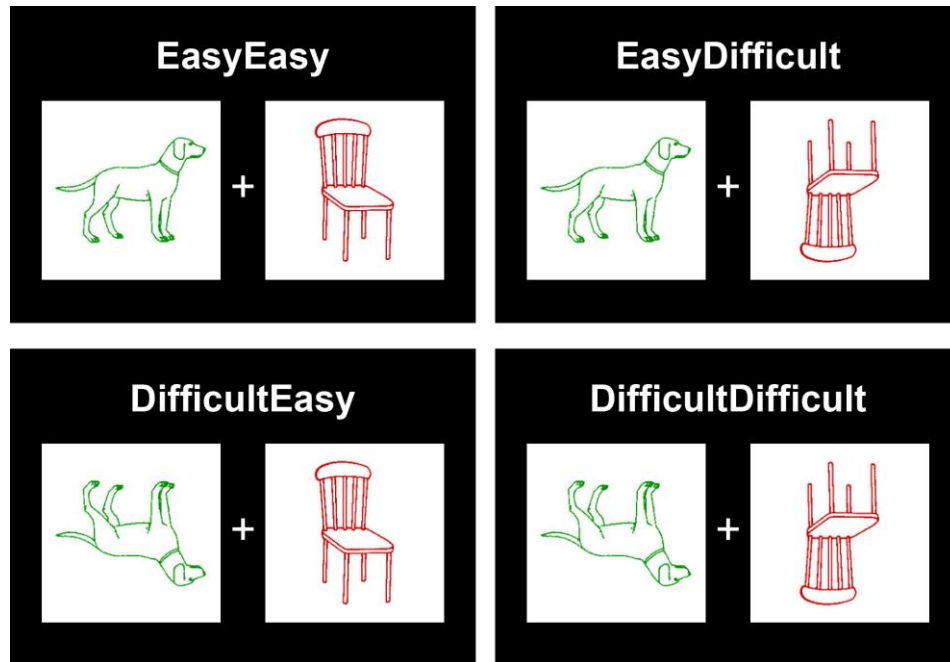 EasyEasy
+
EasyDifficult
+
DifficultEasy
+
DifficultDifficult
+